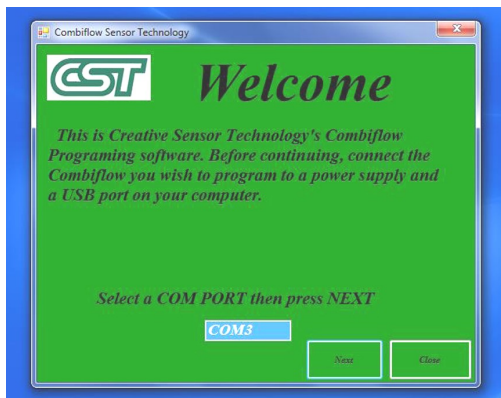 Combiflow Sensor Technology
CST
Welcome
This is Creative Sensor Technology's Combiflow
Programing software. Before continuing, connect the
Combiflow you wish to program to a power supply and
a USB port on your computer.
Select a COM PORT then press NEXT
COM3
Next
Close